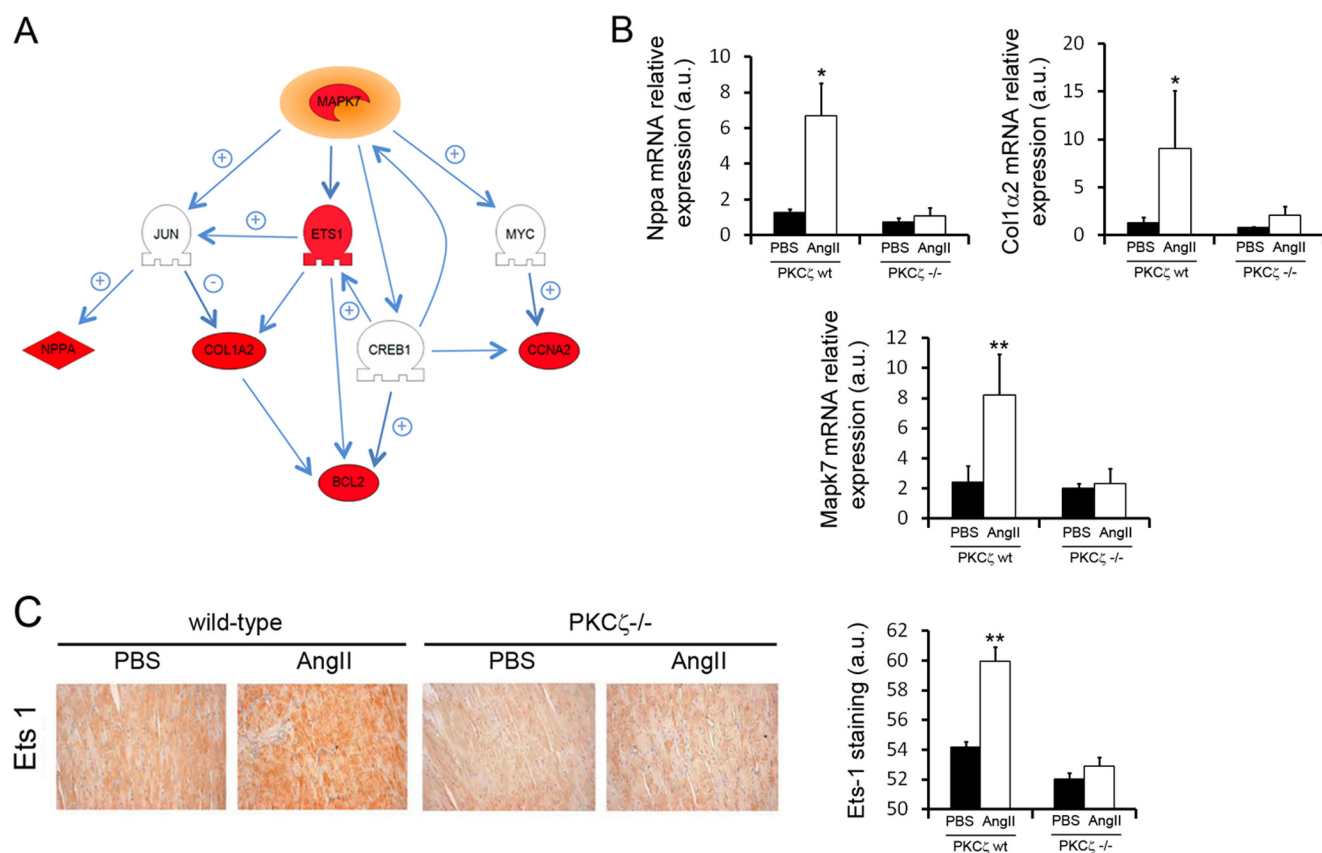 A
MAPK7
+
+
JUN
+
ETS1
MYC
+
-
+
+
NPPA
COL1A2
CREB1
CCNA2
+
BCL2
B
Nppa mRNA relative
expression (a.u.)
8
6
4
2
0
*
PBS AngII PBS AngII
PKCζ wt PKCζ -/-
Col1α2 mRNA relative
expression (a.u.)
20
15
10
5
0
*
PBS AngII PBS AngII
PKCζ wt PKCζ -/-
Mapk7 mRNA relative
expression (a.u.)
12
10
8
6
4
2
0
**
PBS AngII PBS AngII
PKCζ wt PKCζ -/-
C
wild-type PKCζ-/-
PBS AngII PBS AngII
Ets 1
Ets-1 staining (a.u.)
62
60
58
56
54
52
50
**
PBS AngII PBS AngII
PKCζ wt PKCζ -/-